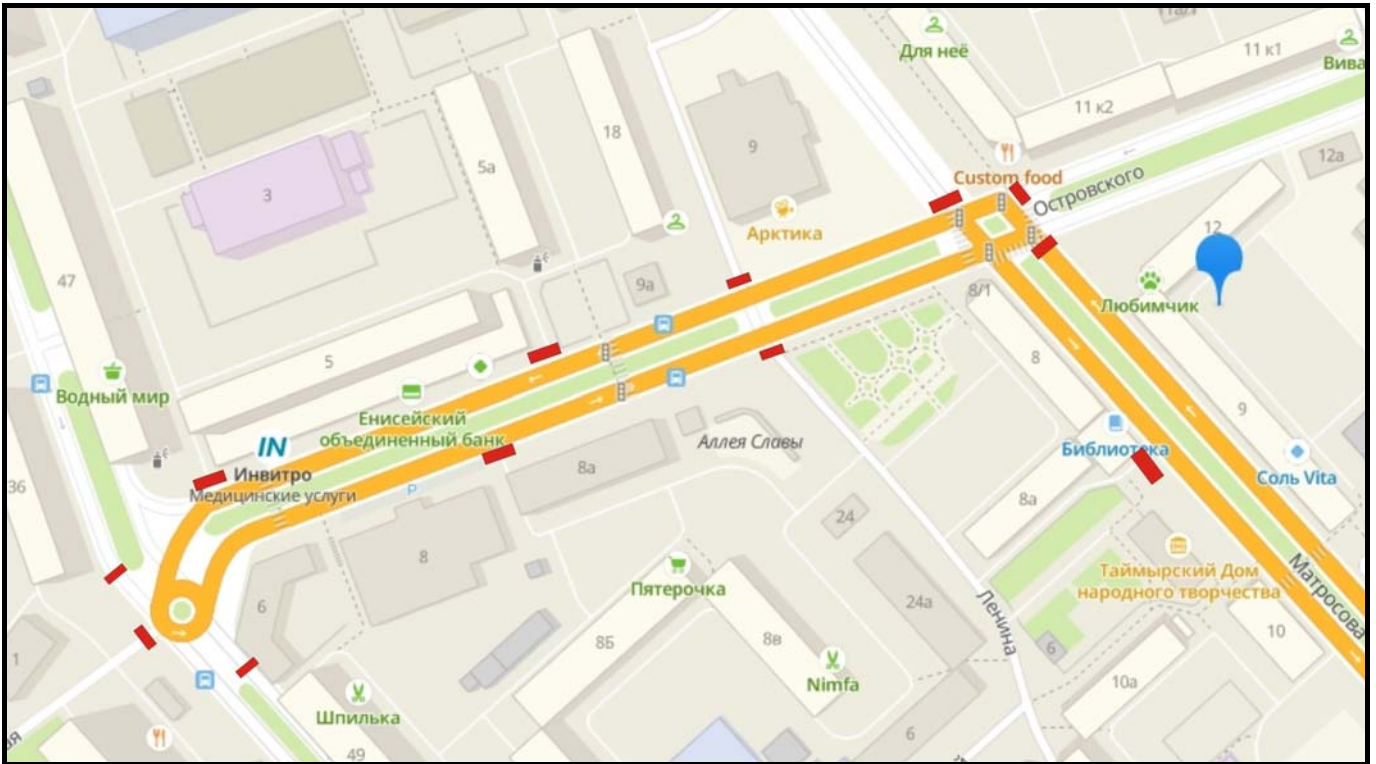 11а/1
Для неё
11 к1
Вива
11 к2
18
9
5а
Custom food
12а
3
Островского
Арктика
12
47
9а
8/1
Любимчик
5
8
Водный мир
Енисейский
объединенный банк
9
Аллея Славы
Библиотека
IN
Инвитро
Медицинские услуги
8а
Соль Vita
36
P
8а
24
8
Таймырский Дом
народного творчества
Матросова
Пятерочка
24а
Ленина
6
8Б
8в
6
10
1
Nimfa
10а
Шпилька
6
49
ая